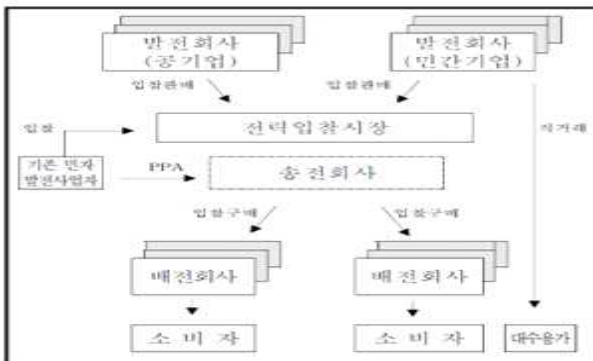 발전회사
(공기업)
발전회사
(민간기업)
입찰판매
입찰판매
입찰
전력입찰시장
직거래
기존 민자
발전사업자
PPA
송전회사
입찰구매
입찰구매
배전회사
배전회사
소 비 자
소 비 자
대수용가